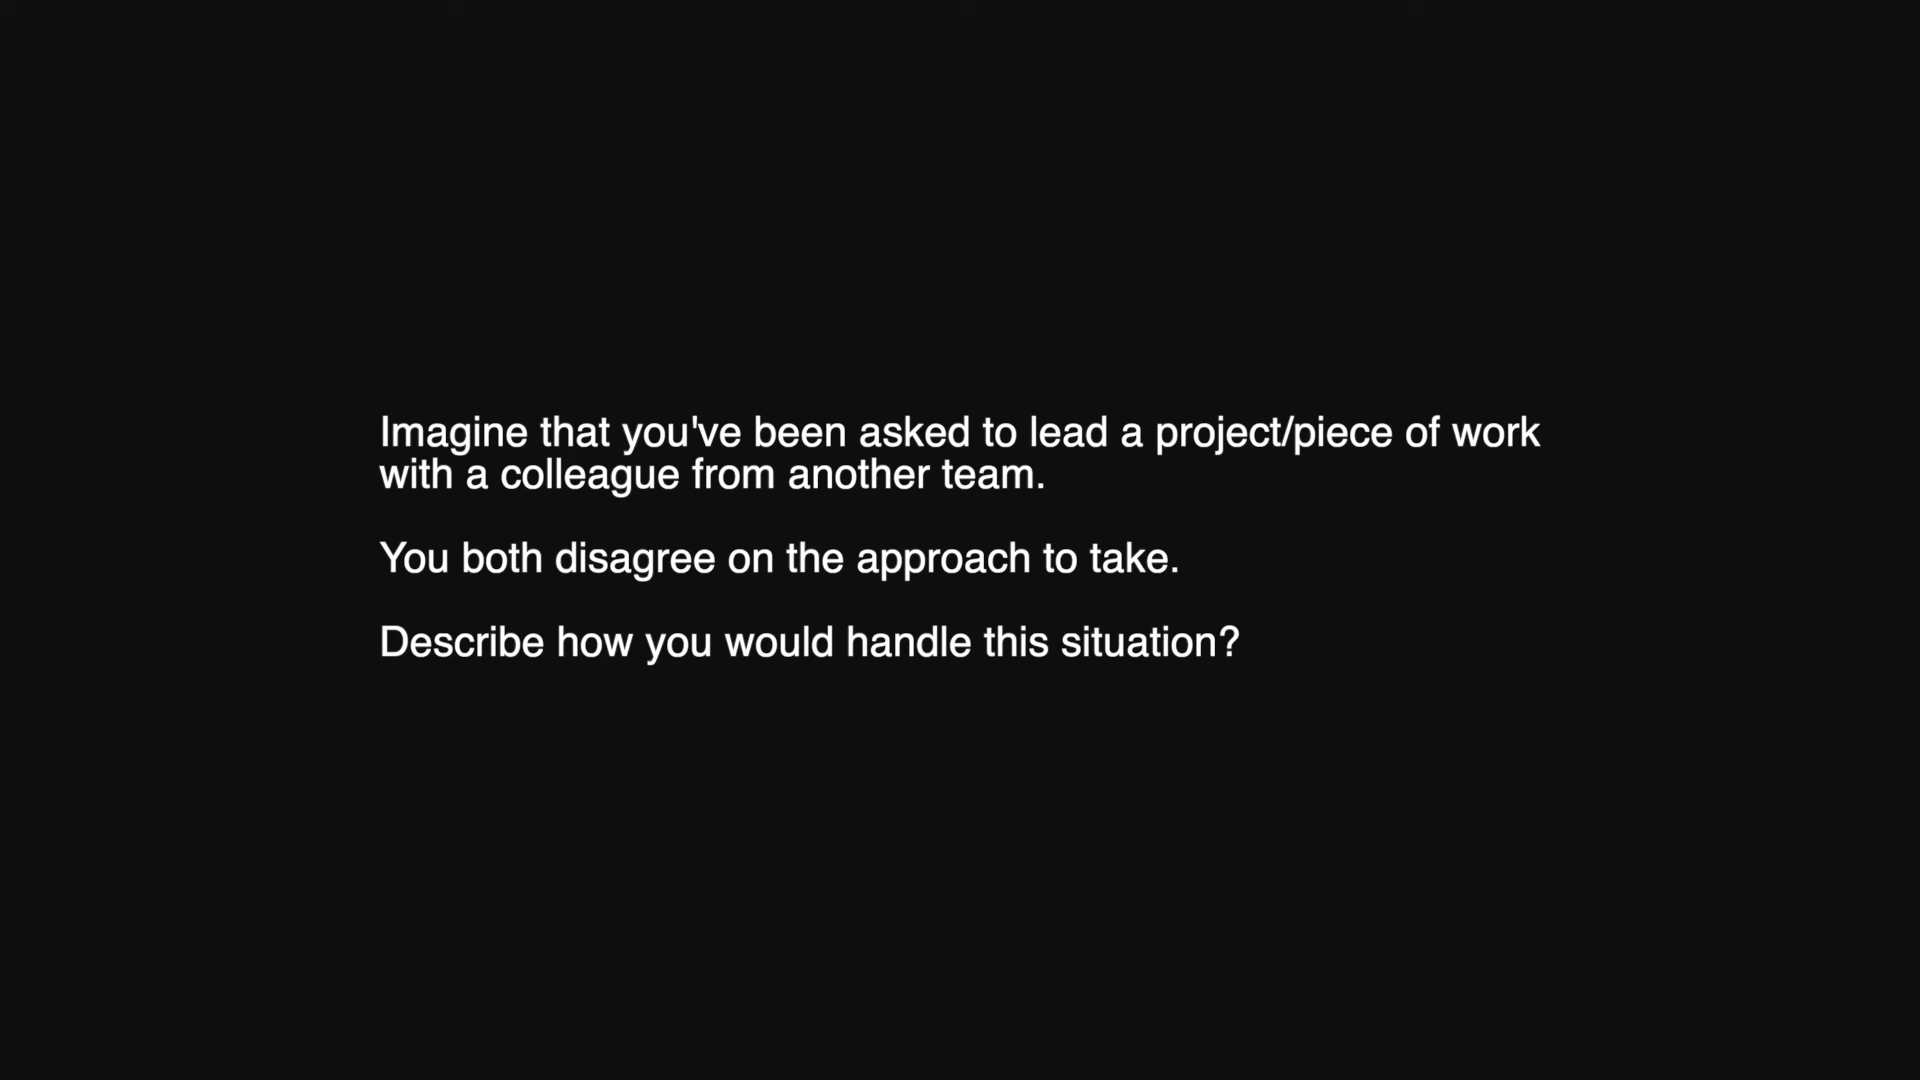 Imagine that you've been asked to lead a project/piece of work
with a colleague from another team.
You both disagree on the approach to take.
Describe how you would handle this situation?